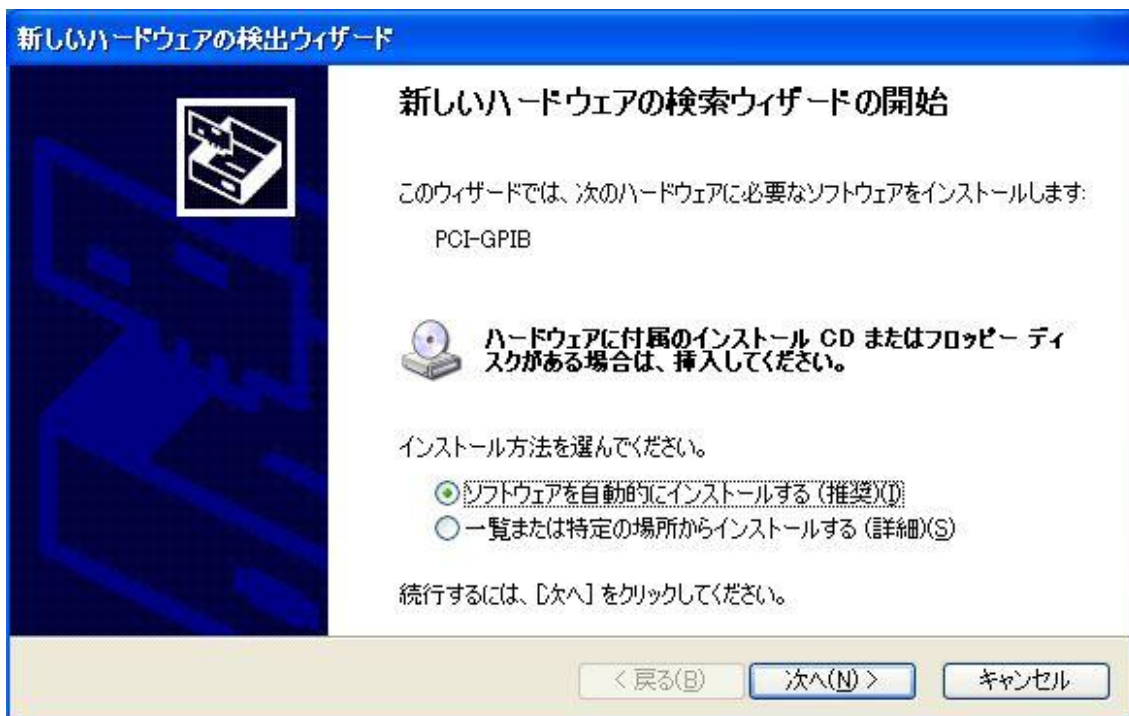 新しいハードウェアの検出ウィザード
新しいハードウェアの検索ウィザードの開始
このウィザードでは、次のハードウェアに必要なソフトウェアをインストールします:
PCI-GPIB
ハードウェアに付属のインストール CD またはフロッピー ディ
スクがある場合は、挿入してください。
インストール方法を選んでください。
ソフトウェアを自動的にインストールする (推奨)(I)
一覧または特定の場所からインストールする (詳細)(S)
続行するには、[次へ] をクリックしてください。
< 戻る(B) 次へ(N) > キャンセル